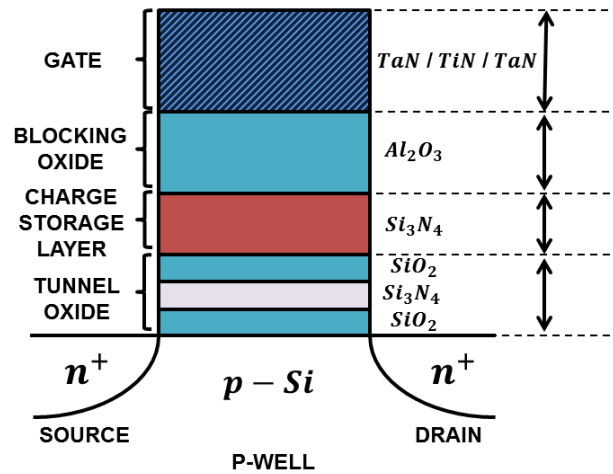 GATE
TaN / TiN / TaN
BLOCKING
OXIDE
Al₂O₃
CHARGE
STORAGE
LAYER
Si₃N₄
TUNNEL
OXIDE
SiO₂
Si₃N₄
SiO₂
n⁺
p − Si
n⁺
SOURCE
DRAIN
P-WELL